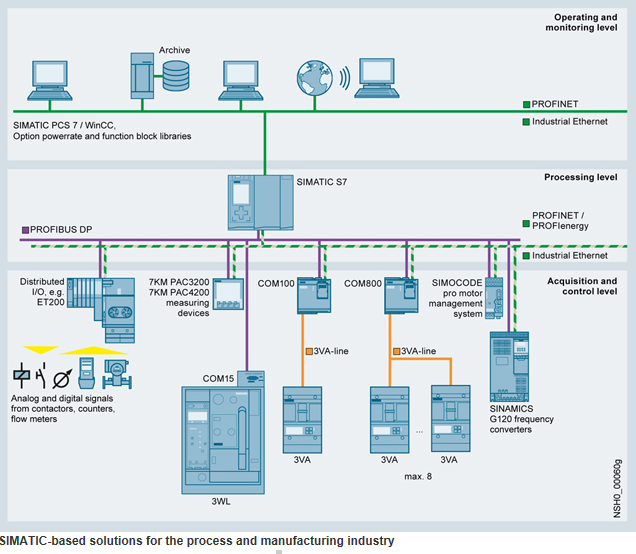 Operating and
monitoring level
Archive
PROFINET
SIMATIC PCS 7 / WinCC,
Option powerrate and function block libraries
Industrial Ethernet
SIMATIC S7
Processing level
PROFIBUS DP
PROFINET /
PROFIenergy
Industrial Ethernet
Distributed
I/O, e.g.
ET200
7KM PAC3200
7KM PAC4200
measuring
devices
COM100
COM800
SIMOCODE
pro motor
management
system
Acquisition and
control level
3VA-line
3VA-line
COM15
Analog and digital signals
from contactors, counters,
flow meters
SINAMICS
G120 frequency
converters
3VA
3VA
...
3VA
max. 8
3WL
NSH0_00060g
SIMATIC-based solutions for the process and manufacturing industry